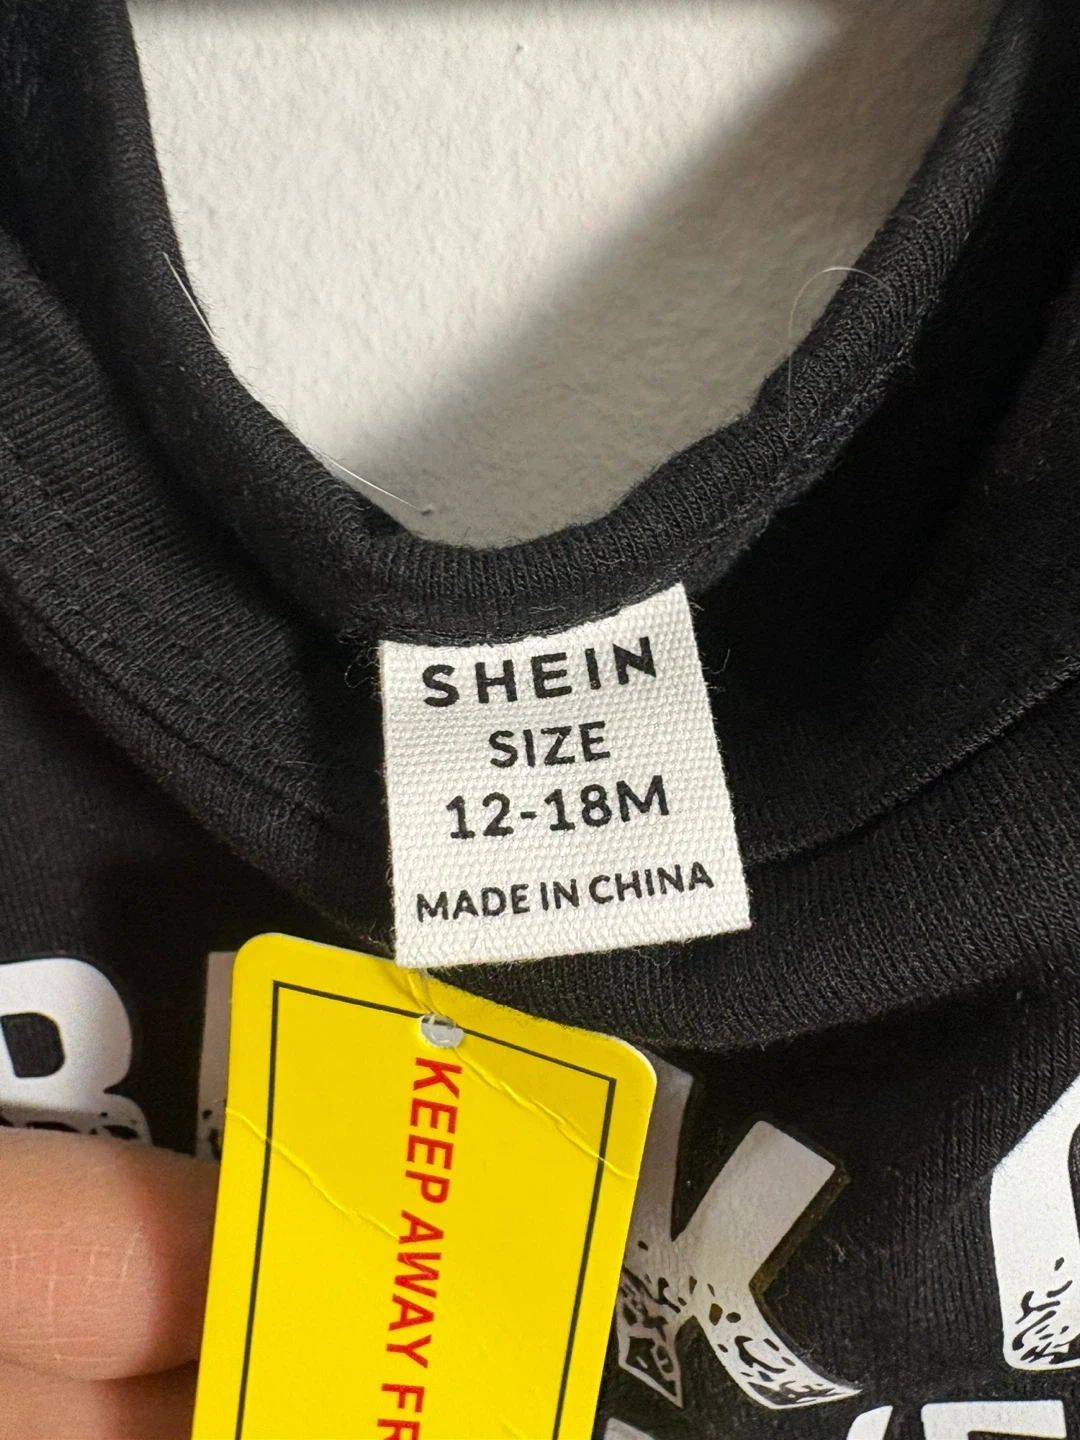 SHEIN
SIZE
12-18M
MADE IN CHINA
KEEP AWAY FR